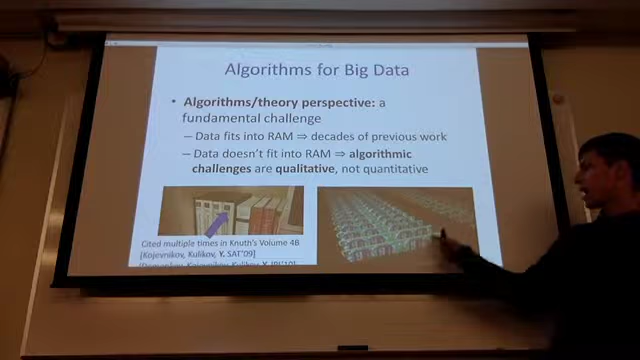 Algorithms for Big Data
• Algorithms/theory perspective: a
fundamental challenge
– Data fits into RAM ⇒ decades of previous work
– Data doesn't fit into RAM ⇒ algorithmic
challenges are qualitative, not quantitative
Cited multiple times in Knuth's Volume 4B
[Kojevnikov, Kulikov, Y. SAT'09]
Kojevnikov, Kulikov, Y.